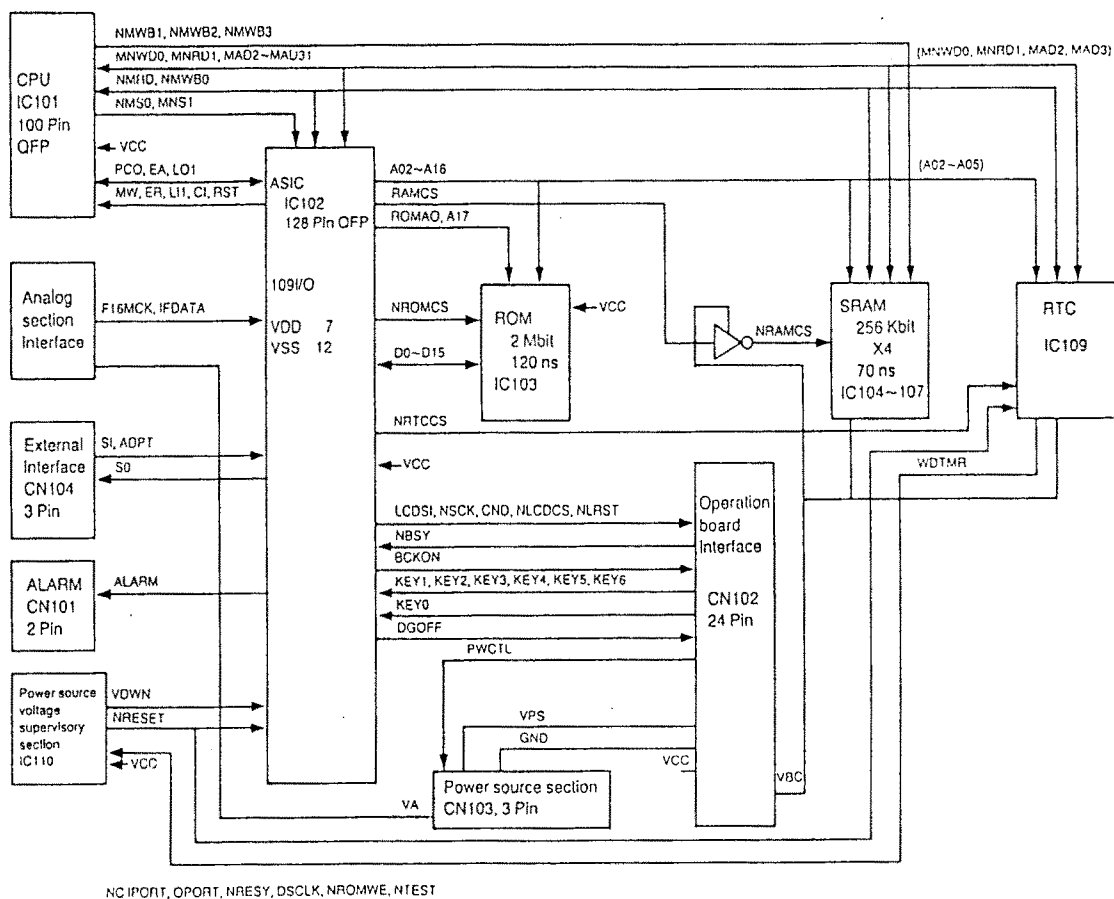 NMWB1, NMWB2, NMWB3
MNWD0, MNRD1, MAD2~MAD31
(MNWD0, MNRD1, MAD2, MAD3)
NMRD, NMWB0
NMS0, MNS1
CPU
IC101
100 Pin
QFP
VCC
PCO, EA, LO1
MW, ER, LI1, CI, RST
ASIC
IC102
128 Pin QFP
109I/O
VDD 7
VSS 12
A02~A16
(A02~A05)
RAMCS
ROMAO, A17
Analog
section
Interface
F16MCK, IFDATA
NROMCS
ROM
2 Mbit
120 ns
IC103
VCC
D0~D15
NRAMCS
SRAM
256 Kbit
X4
70 ns
IC104~107
RTC
IC109
NRTCCS
VCC
WDTMR
External
Interface
CN104
3 Pin
SI, ADPT
S0
LCDSI, NSCK, CND, NLCDCS, NLRST
NBSY
BCKON
KEY1, KEY2, KEY3, KEY4, KEY5, KEY6
KEY0
DGOFF
PWCTL
Operation
board
Interface
CN102
24 Pin
ALARM
CN101
2 Pin
ALARM
Power source
voltage
supervisory
section
IC110
VDWN
NRESET
VCC
VPS
GND
VCC
VBC
VA
Power source section
CN103, 3 Pin
NC IPORT, OPORT, NRESY, DSCLK, NROMWE, NTEST